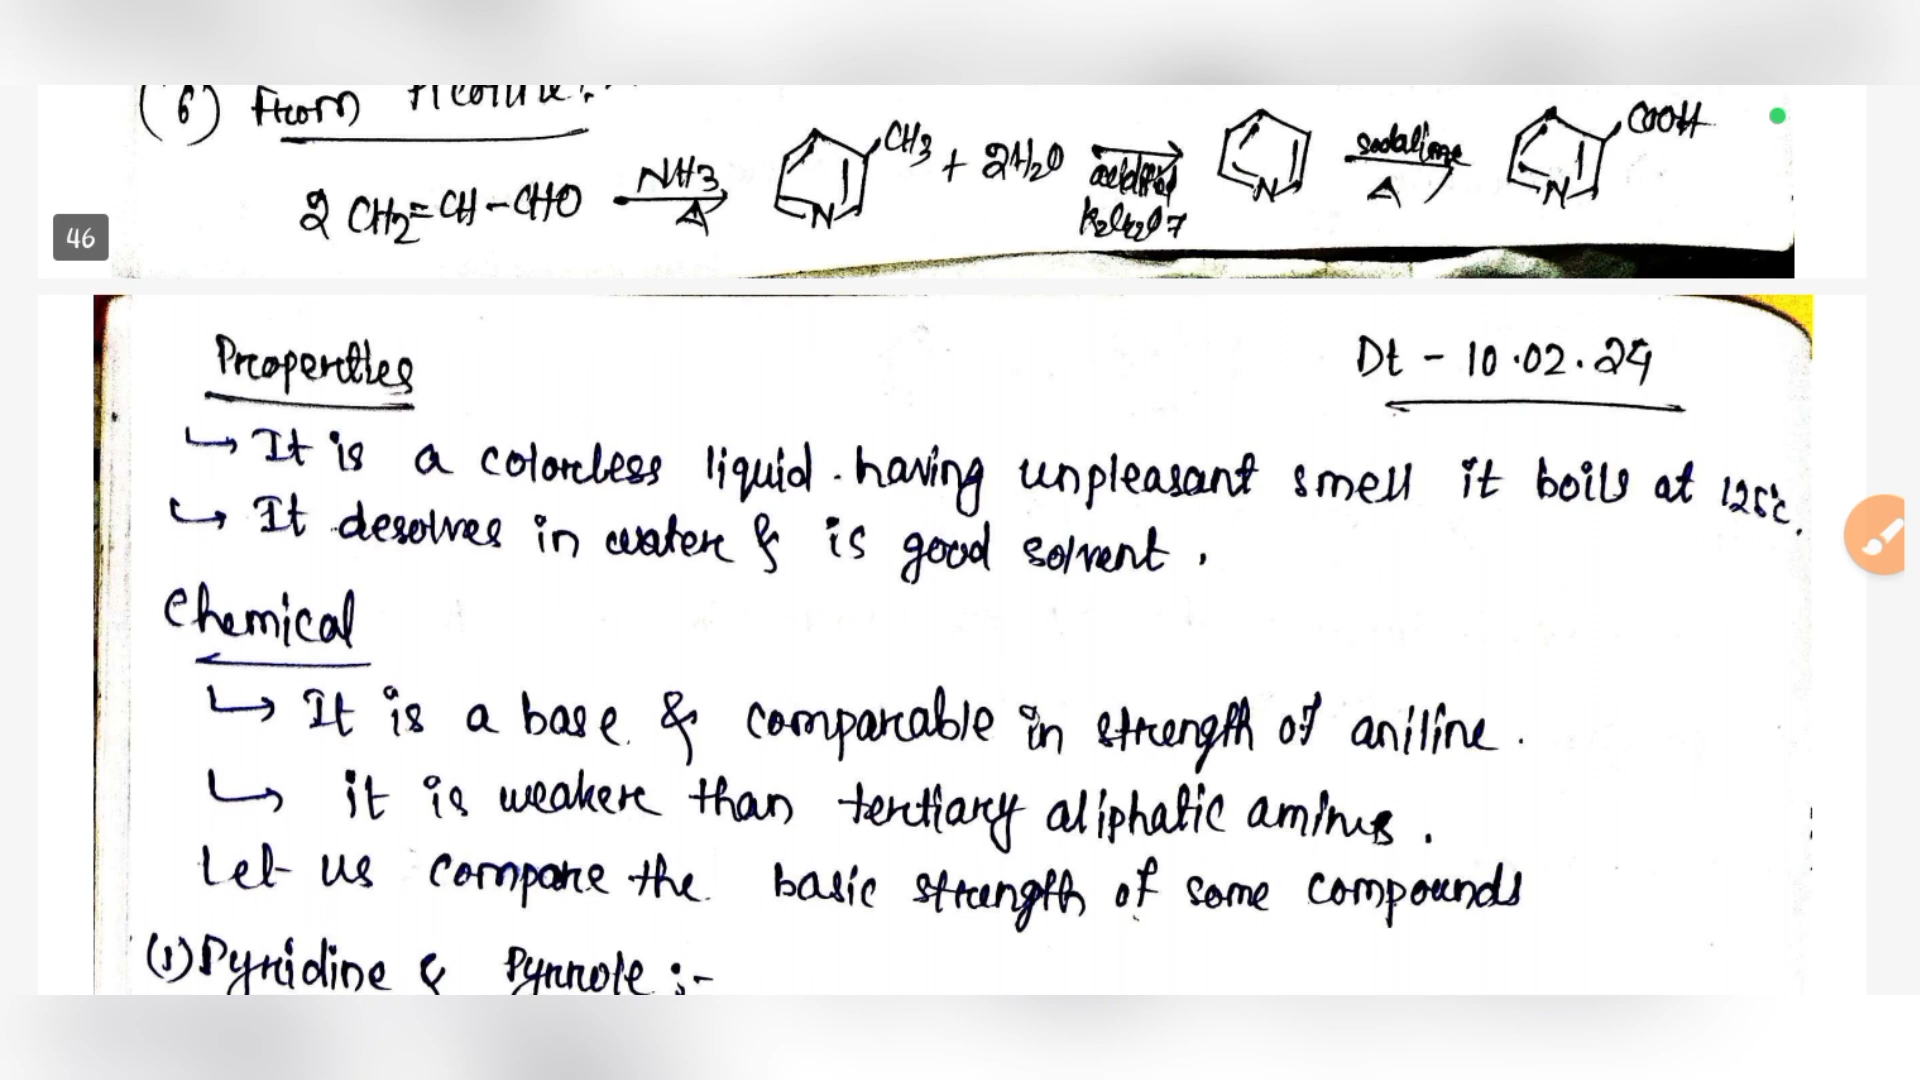 (6) From Picoline:-
2 CH2=CH-CHO NH3 Δ N CH3 + 2H2O K2Cr2O7 N sodalime Δ N COOH
46
Properties Dt - 10.02.24
↳ It is a colorless liquid. having unpleasant smell it boils at 125°c.
↳ It desolves in water & is good solvent.
Chemical
↳ It is a base & comparable in strength of aniline.
↳ it is weaker than tertiary aliphatic amines.
Let us compare the basic strength of some compounds
(1) Pyridine & Pyrrole :-